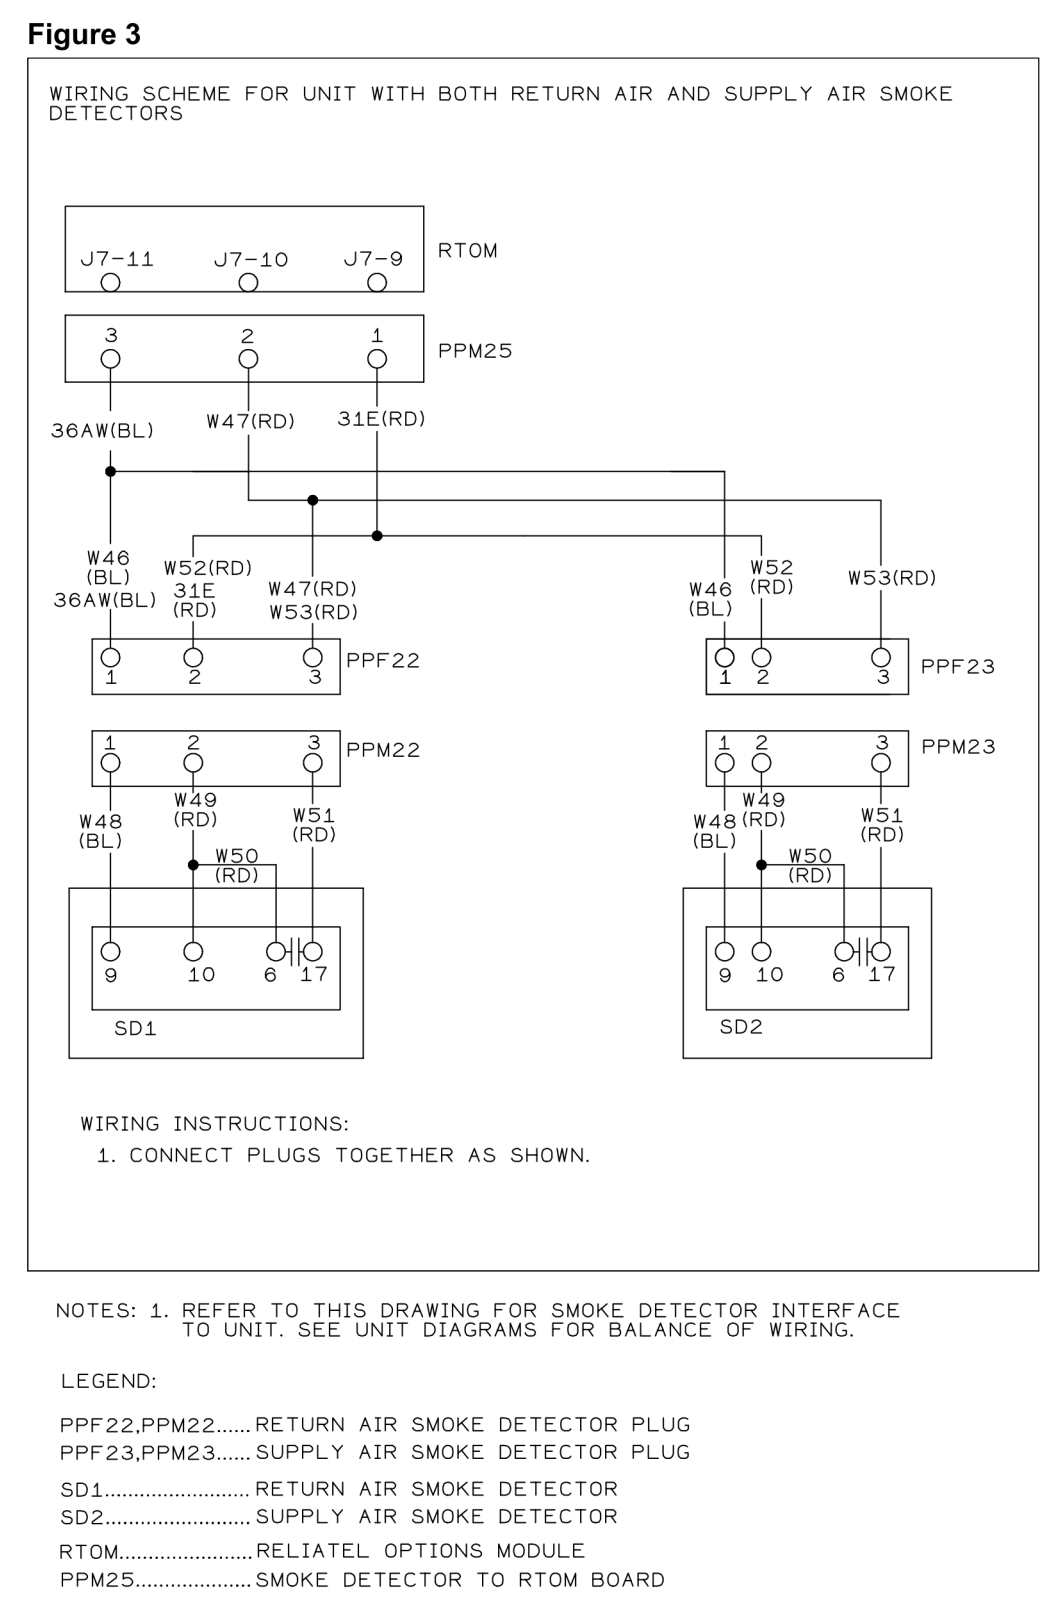 Figure 3
WIRING SCHEME FOR UNIT WITH BOTH RETURN AIR AND SUPPLY AIR SMOKE
DETECTORS
J7-11 J7-10 J7-9
RTOM
3 2 1
PPM25
36AW(BL) W47(RD) 31E(RD)
W46
(BL)
36AW(BL)
W52(RD)
31E
(RD)
W47(RD)
W53(RD)
W46
(BL)
W52
(RD)
W53(RD)
1 2 3
PPF22
1 2 3
PPF23
1 2 3
PPM22
1 2 3
PPM23
W48
(BL)
W49
(RD)
W51
(RD)
W50
(RD)
W48
(BL)
W49
(RD)
W51
(RD)
W50
(RD)
9 10 6 17
SD1
9 10 6 17
SD2
WIRING INSTRUCTIONS:
1. CONNECT PLUGS TOGETHER AS SHOWN.
NOTES: 1. REFER TO THIS DRAWING FOR SMOKE DETECTOR INTERFACE
TO UNIT. SEE UNIT DIAGRAMS FOR BALANCE OF WIRING.
LEGEND:
PPF22,PPM22......RETURN AIR SMOKE DETECTOR PLUG
PPF23,PPM23......SUPPLY AIR SMOKE DETECTOR PLUG
SD1.........................RETURN AIR SMOKE DETECTOR
SD2.........................SUPPLY AIR SMOKE DETECTOR
RTOM.......................RELIATEL OPTIONS MODULE
PPM25....................SMOKE DETECTOR TO RTOM BOARD